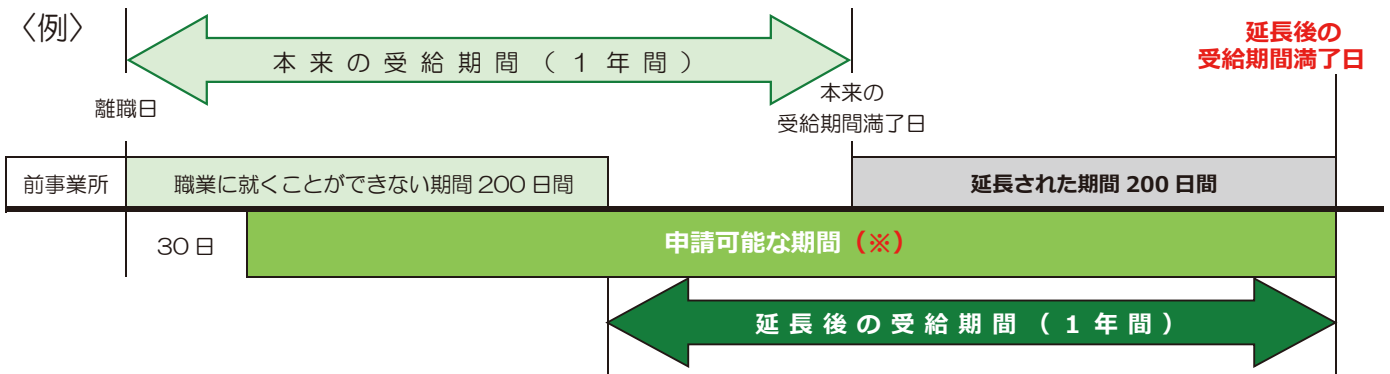 〈例〉
本来の受給期間（１年間）
延長後の
受給期間満了日
離職日
本来の
受給期間満了日
前事業所
職業に就くことができない期間 200 日間
延長された期間 200 日間
30 日
申請可能な期間（※）
延長後の受給期間（１年間）